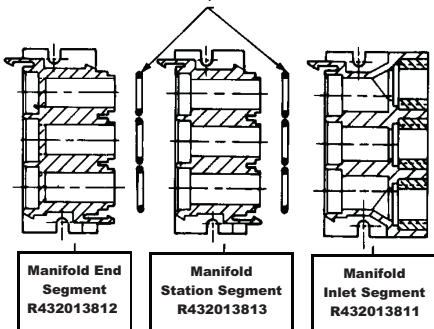 Manifold End
Segment
R432013812
Manifold
Station Segment
R432013813
Manifold
Inlet Segment
R432013811